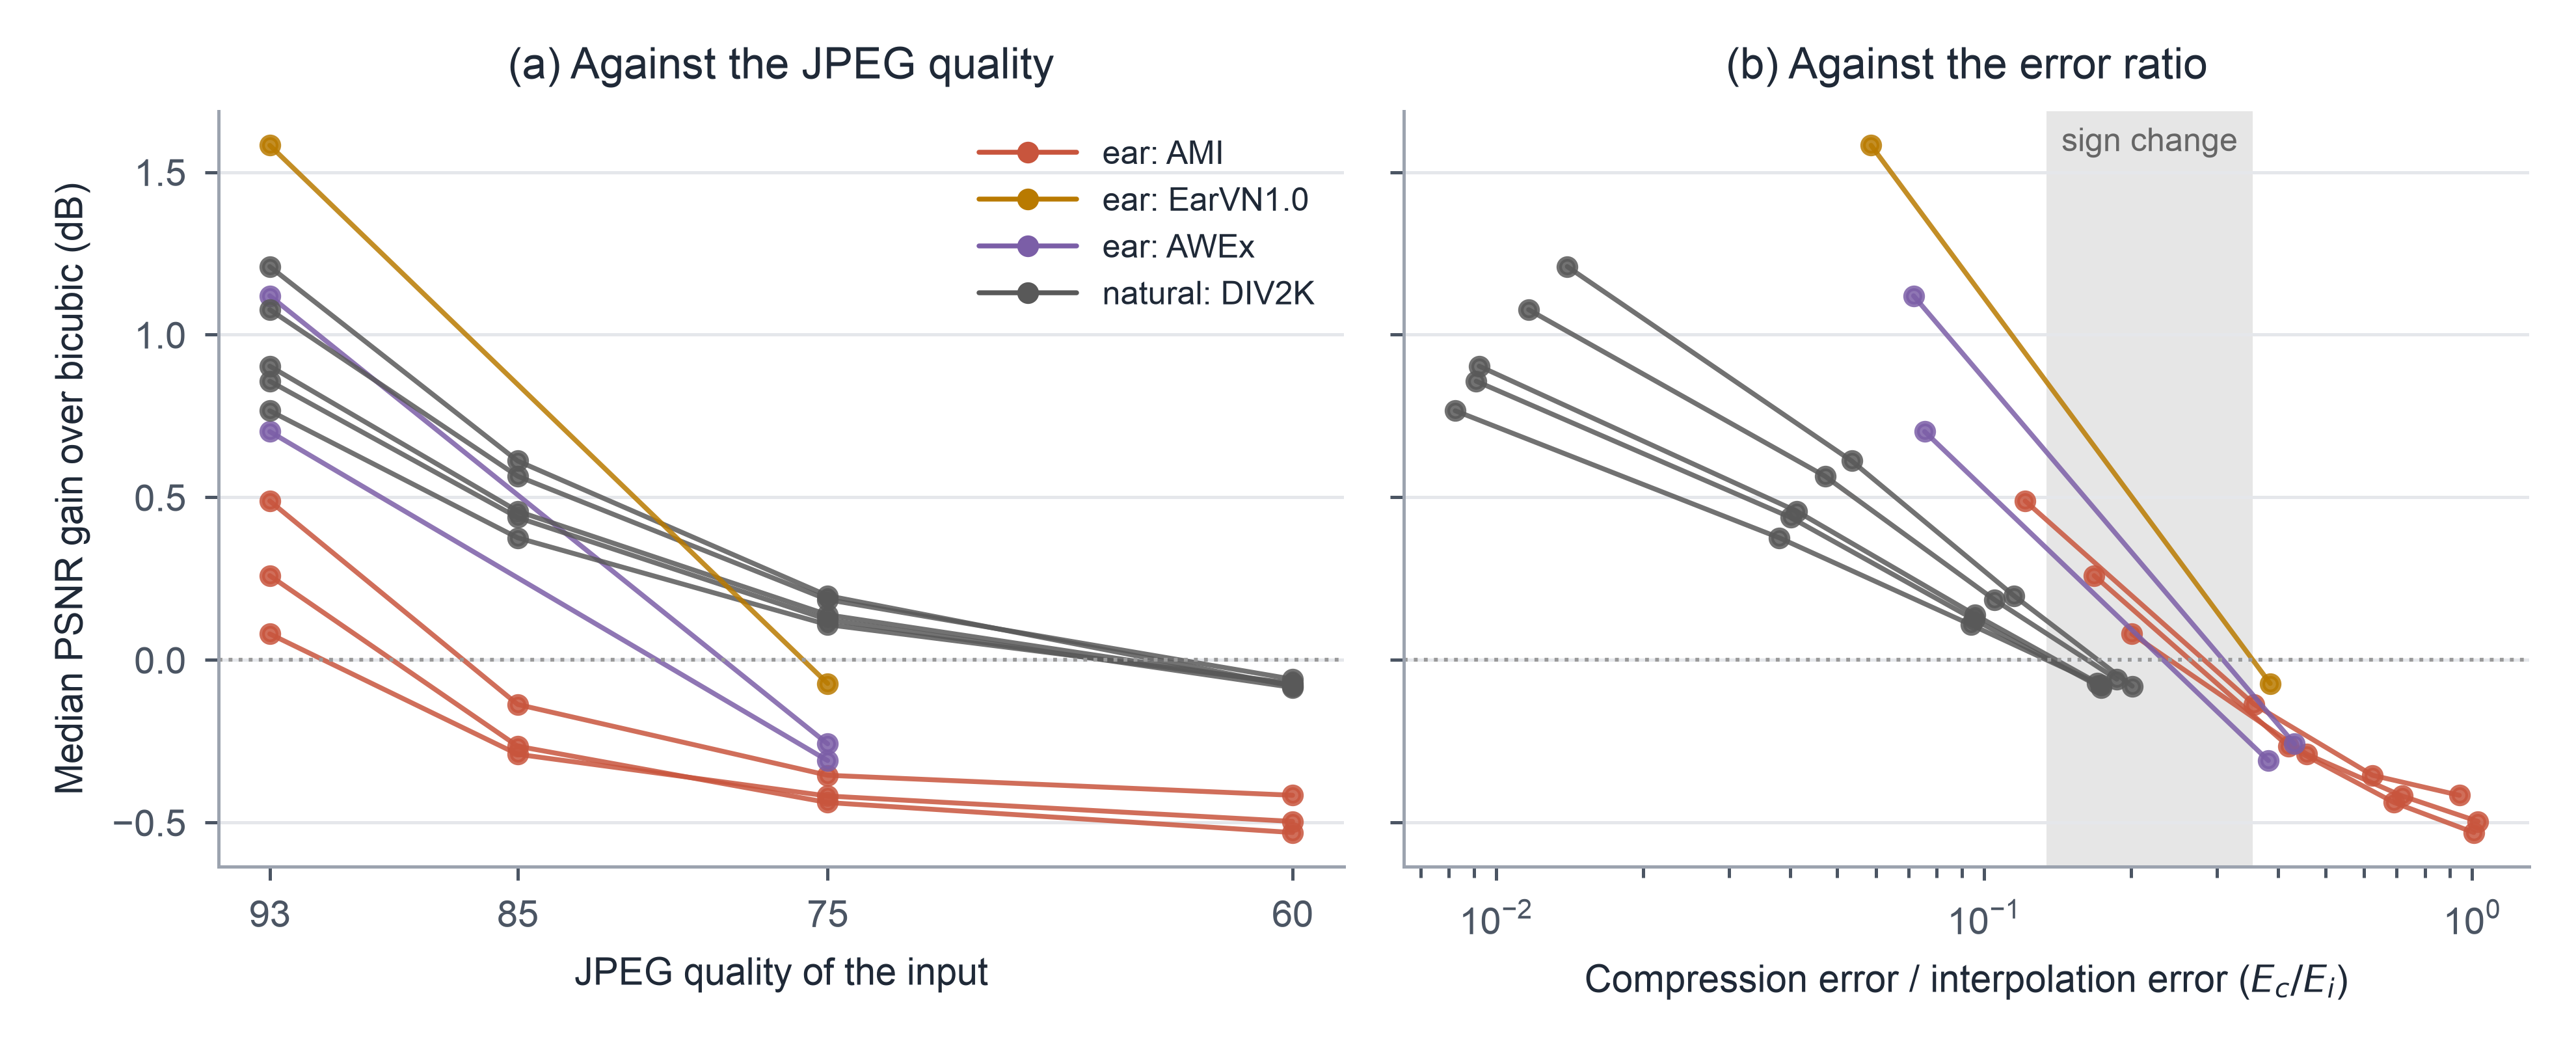 (a) Against the JPEG quality
Median PSNR gain over bicubic (dB)
1.5
1.0
0.5
0.0
−0.5
ear: AMI
ear: EarVN1.0
ear: AWEx
natural: DIV2K
93
85
75
60
JPEG quality of the input
(b) Against the error ratio
sign change
10⁻²
10⁻¹
10⁰
Compression error / interpolation error (E_c/E_i)